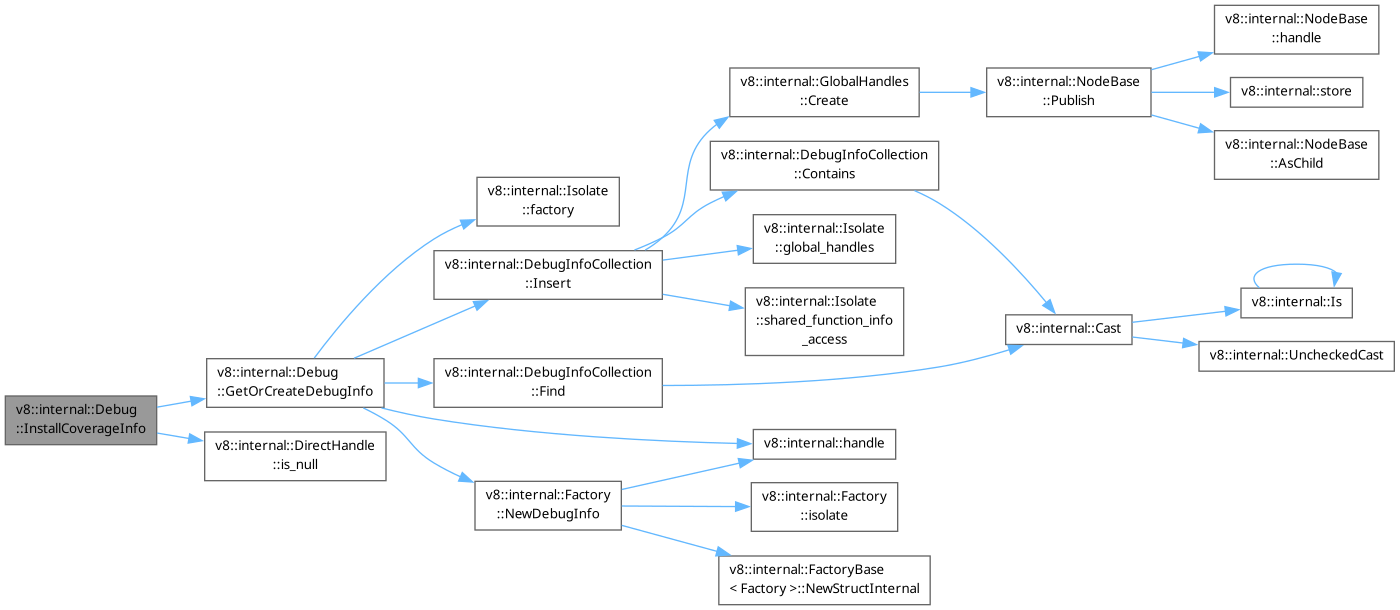 v8::internal::NodeBase
::handle
v8::internal::GlobalHandles
::Create
v8::internal::NodeBase
::Publish
v8::internal::store
v8::internal::NodeBase
::AsChild
v8::internal::DebugInfoCollection
::Contains
v8::internal::Isolate
::factory
v8::internal::Isolate
::global_handles
v8::internal::DebugInfoCollection
::Insert
v8::internal::Isolate
::shared_function_info
_access
v8::internal::Is
v8::internal::Cast
v8::internal::UncheckedCast
v8::internal::Debug
::GetOrCreateDebugInfo
v8::internal::DebugInfoCollection
::Find
v8::internal::Debug
::InstallCoverageInfo
v8::internal::DirectHandle
::is_null
v8::internal::handle
v8::internal::Factory
::NewDebugInfo
v8::internal::Factory
::isolate
v8::internal::FactoryBase
< Factory >::NewStructInternal